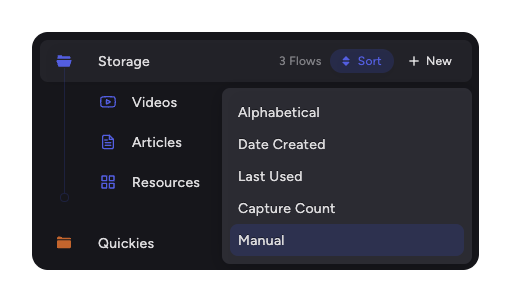 Storage
3 Flows
Sort
New
Videos
Articles
Resources
Quickies
Alphabetical
Date Created
Last Used
Capture Count
Manual